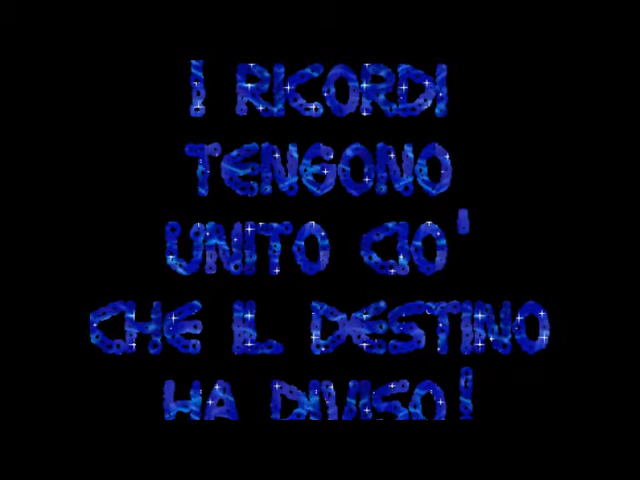 I RICORDI
TENGONO
UNITO CIO'
CHE IL DESTINO
HA DIVISO!